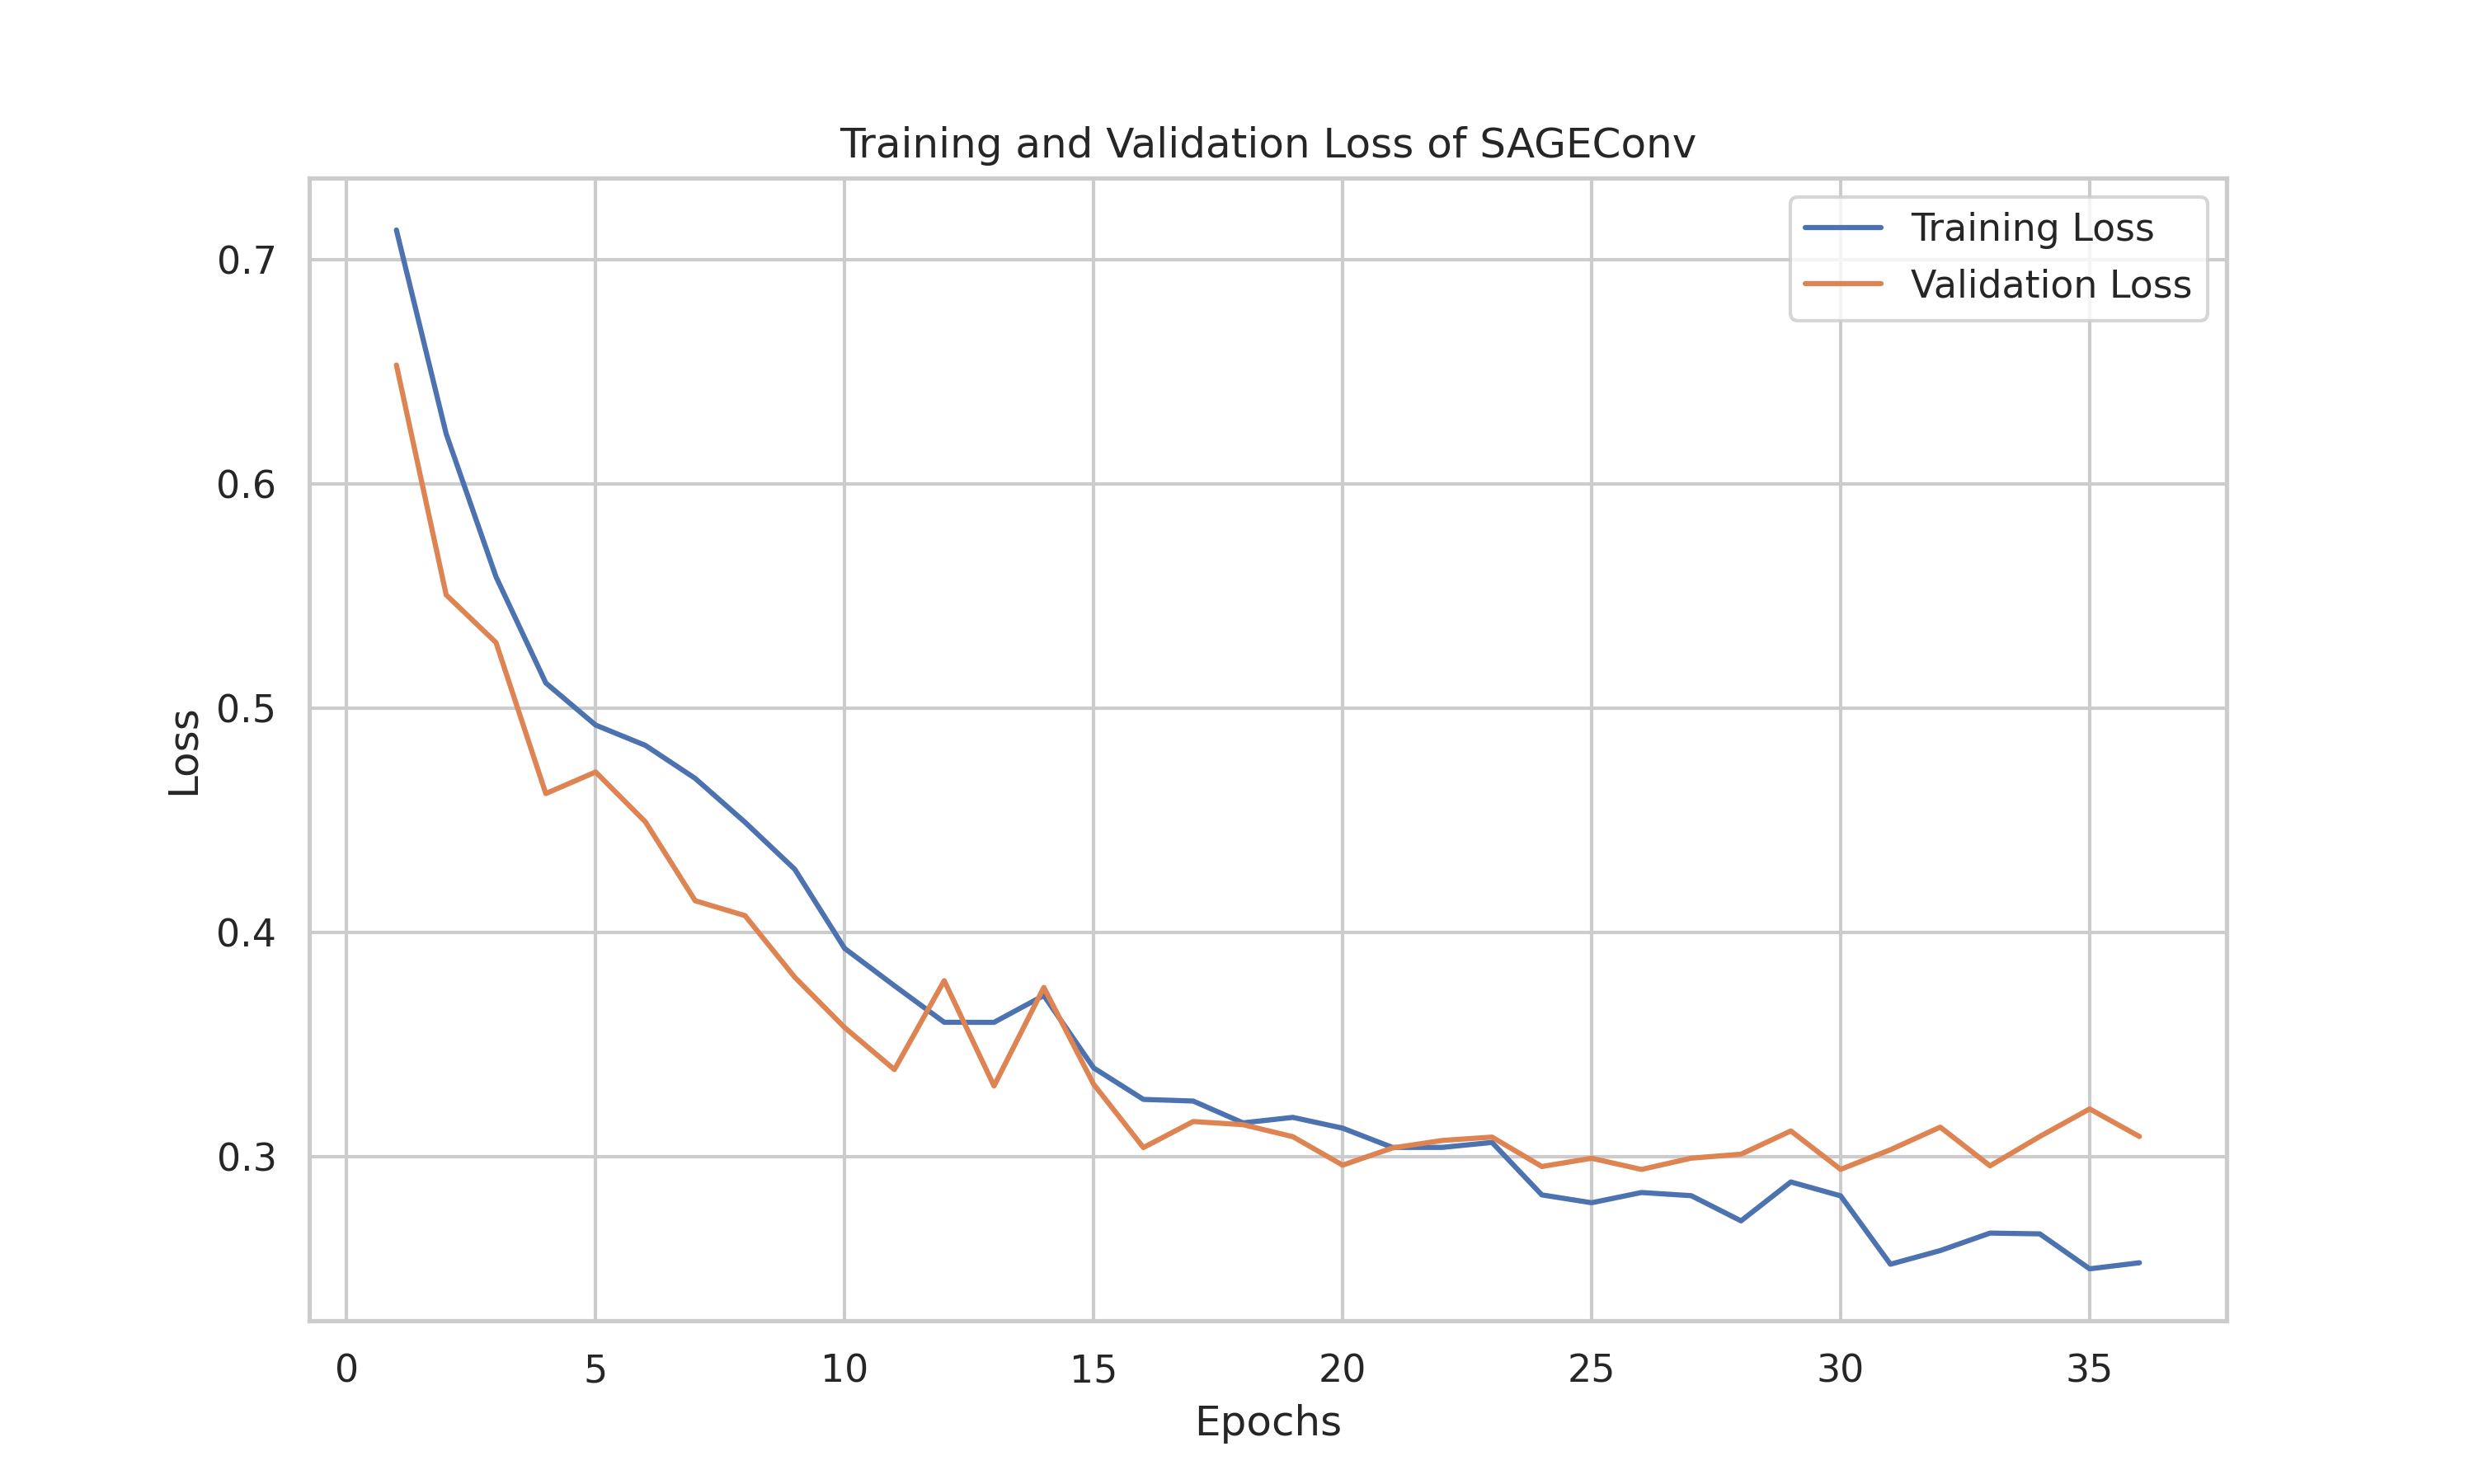 Training and Validation Loss of SAGEConv
Training Loss
Validation Loss
0.7
0.6
0.5
0.4
0.3
Loss
0 5 10 15 20 25 30 35
Epochs